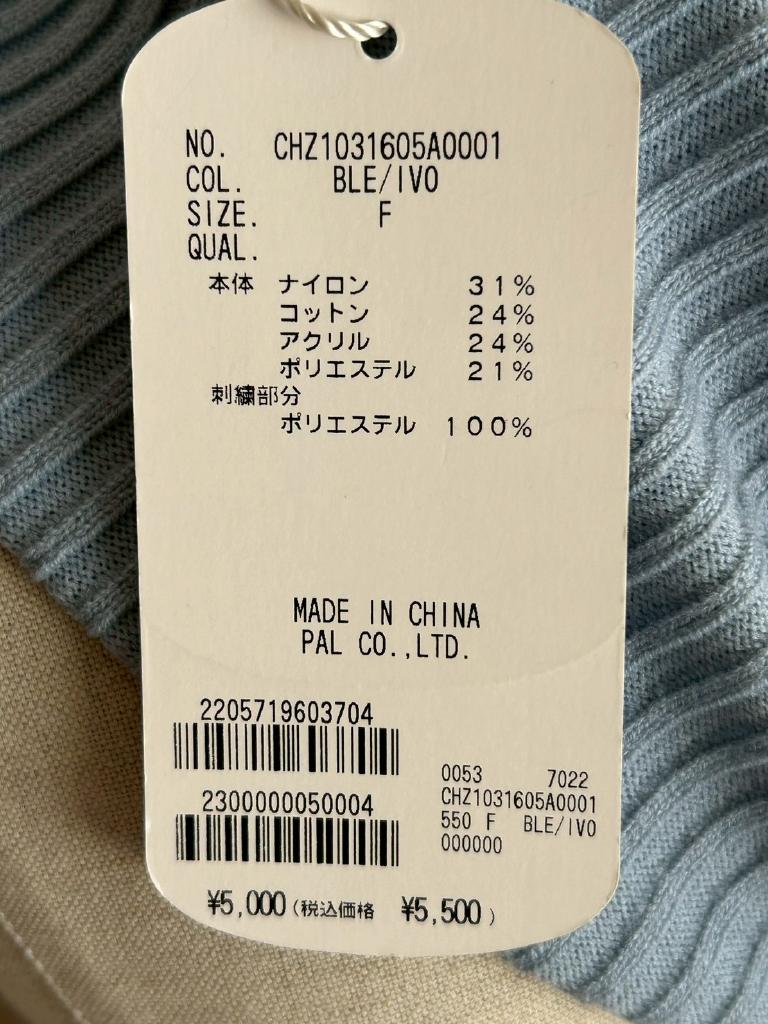 NO. CHZ1031605A0001
COL. BLE/IVO
SIZE. F
QUAL.
本体 ナイロン 31%
コットン 24%
アクリル 24%
ポリエステル 21%
刺繍部分
ポリエステル 100%
MADE IN CHINA
PAL CO.,LTD.
2205719603704
2300000050004
0053 7022
CHZ1031605A0001
550 F BLE/IVO
000000
¥5,000(税込価格 ¥5,500)